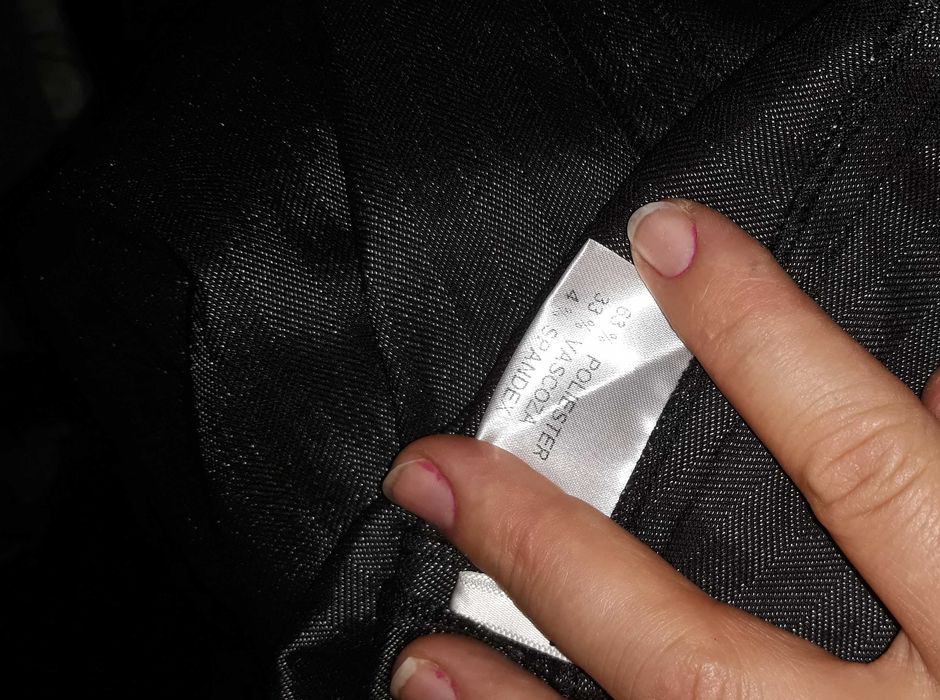 63% POLIESTER
33% VASCOZA
4% SPANDEX